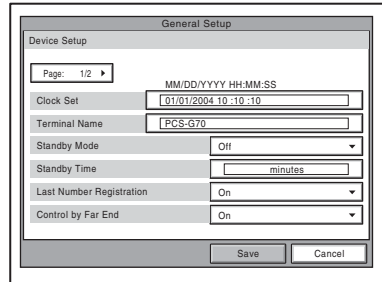 General Setup
Device Setup
Page: 1/2
MM/DD/YYYY HH:MM:SS
Clock Set 01/01/2004 10 :10 :10
Terminal Name PCS-G70
Standby Mode Off
Standby Time minutes
Last Number Registration On
Control by Far End On
Save Cancel